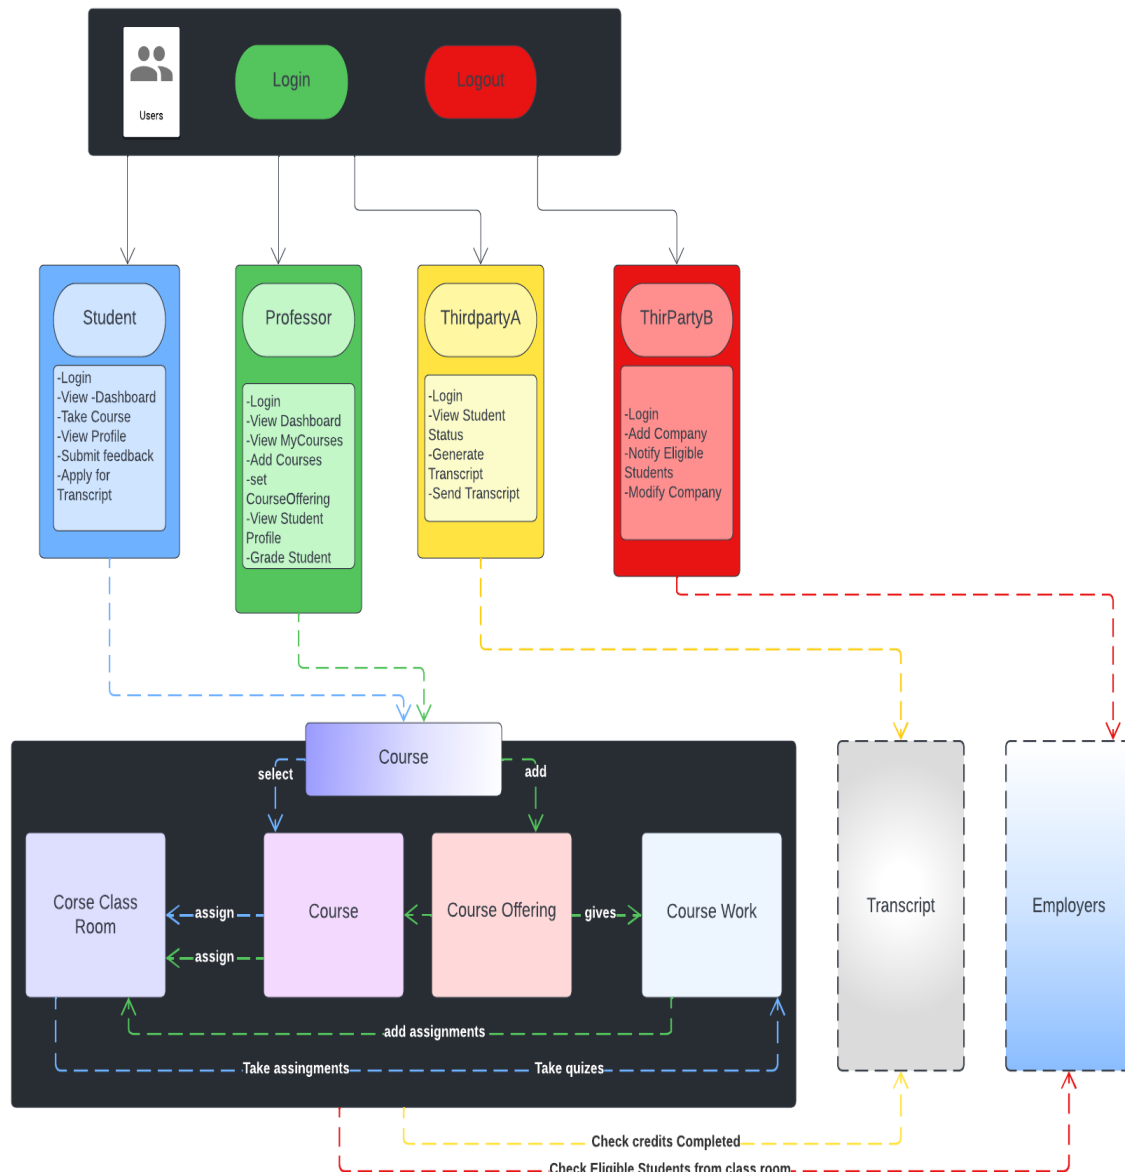 Users
Login
Logout
Student
-Login
-View -Dashboard
-Take Course
-View Profile
-Submit feedback
-Apply for
Transcript
Professor
-Login
-View Dashboard
-View MyCourses
-Add Courses
-set
CourseOffering
-View Student
Profile
-Grade Student
ThirdpartyA
-Login
-View Student
Status
-Generate
Transcript
-Send Transcript
ThirPartyB
-Login
-Add Company
-Notify Eligible
Students
-Modify Company
Course
select
add
Corse Class
Room
assign
assign
Course
Course Offering
gives
Course Work
Transcript
Employers
add assignments
Take assingments
Take quizes
Check credits Completed
Check Eligible Students from class room